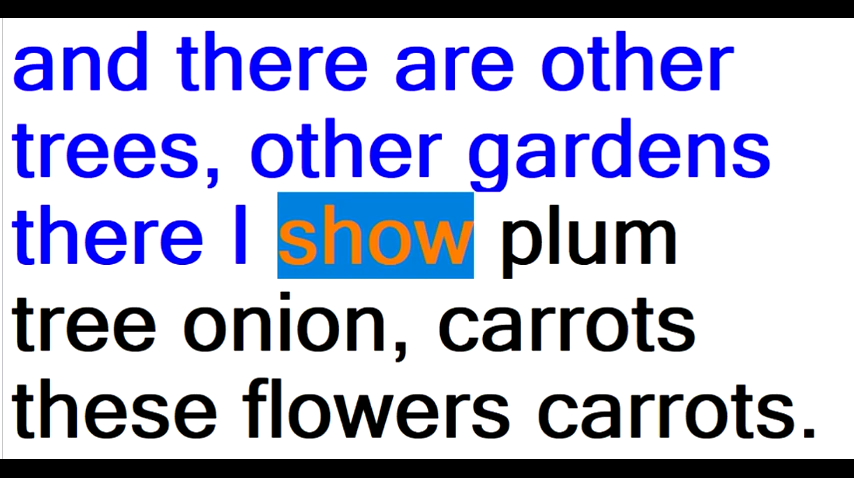 and there are other
trees, other gardens
there I show plum
tree onion, carrots
these flowers carrots.